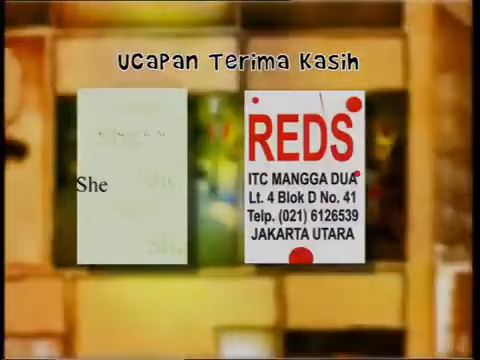 Ucapan Terima Kasih
She
REDS
ITC MANGGA DUA
Lt. 4 Blok D No. 41
Telp. (021) 6126539
JAKARTA UTARA